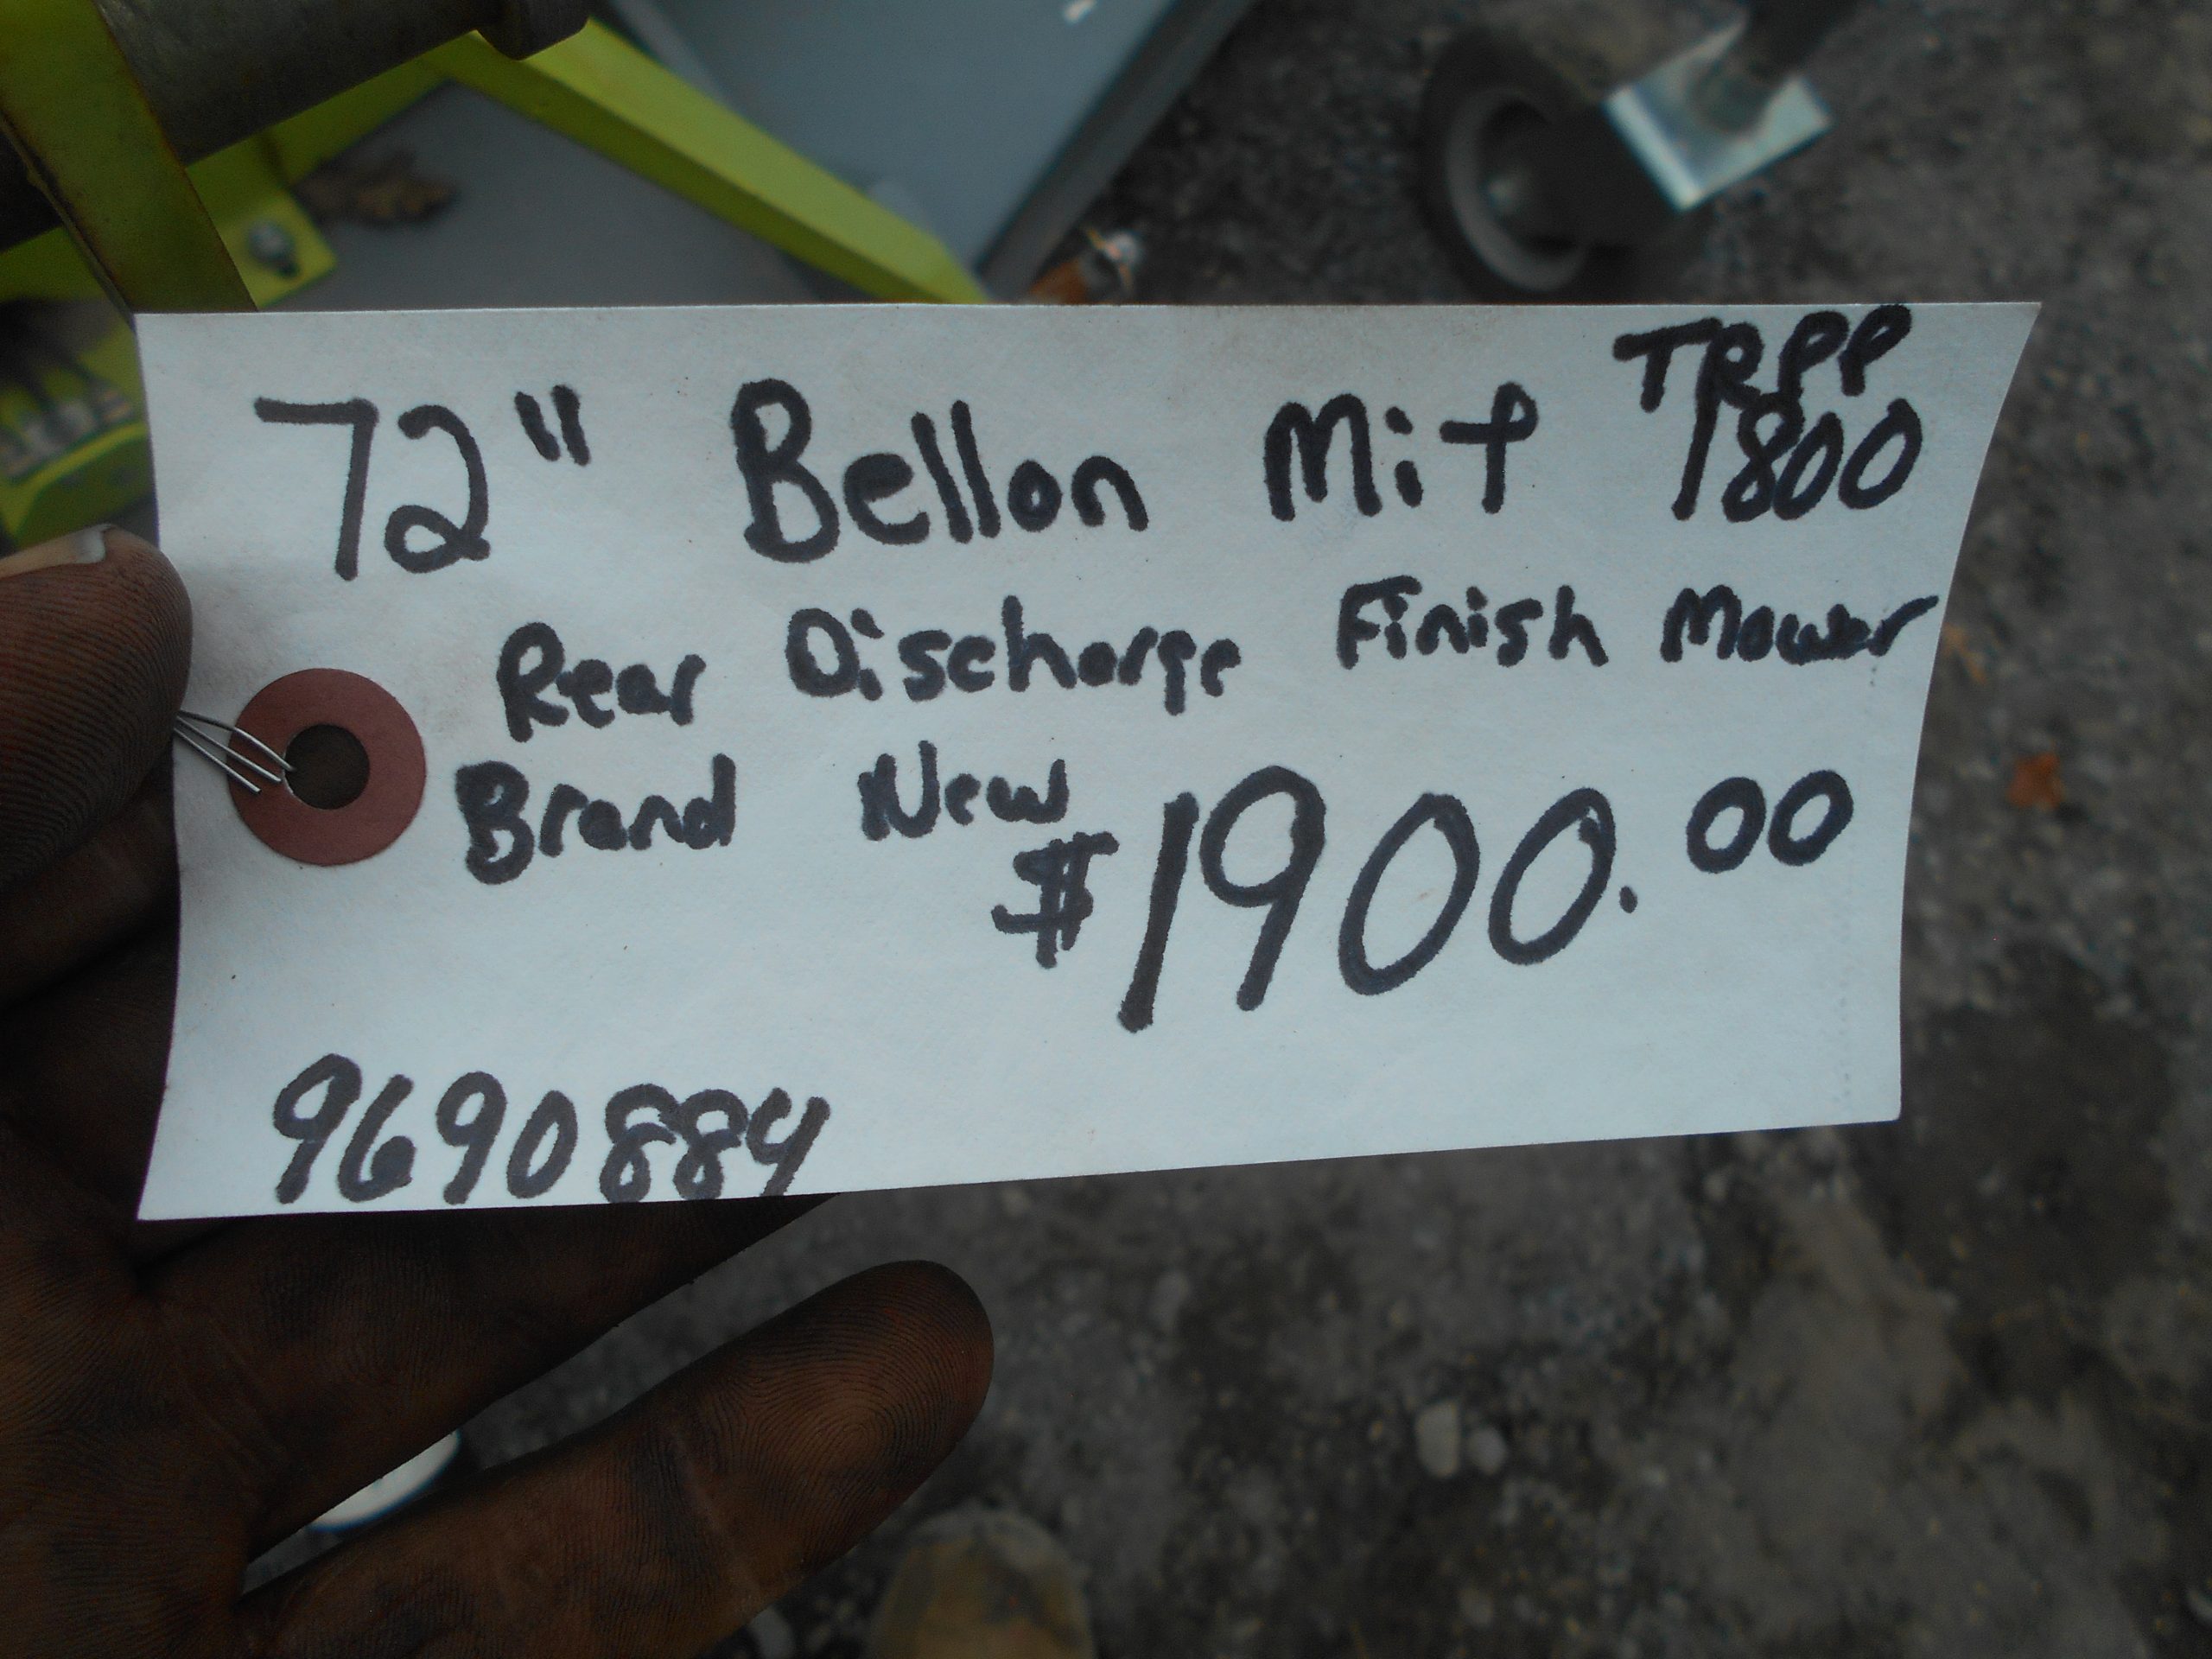 72" Bellon Mit TRPP
1800
Rear Discharge Finish Mower
Brand New
$1900.00
9690884